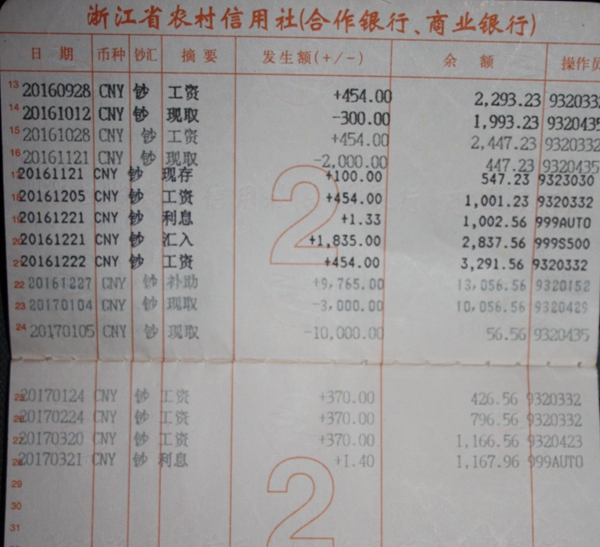 浙江省农村信用社(合作银行、商业银行)
日 期 币种 钞汇 摘 要 发生额(+/-) 余 额 操作员
13 20160928 CNY 钞 工资 +454.00 2,293.23 9320332
14 20161012 CNY 现取 -300.00 1,993.23 9320435
15 20161028 CNY 钞 工资 +454.00 2,447.23 9320332
16 20161121 CNY 钞 现取 -2,000.00 447.23 9320435
17 20161121 CNY 钞 现存 +100.00 547.23 9323030
18 20161205 CNY 钞 工资 +454.00 1,001.23 9320332
19 20161221 CNY 钞 利息 +1.33 1,002.56 999AUTO
20 20161221 CNY 钞 汇入 +1,835.00 2,837.56 999S500
21 20161222 CNY 钞 工资 +454.00 3,291.56 9320332
22 20161227 CNY 钞 补助 +9,765.00 13,056.56 9320152
23 20170104 CNY 钞 现取 -3,000.00 10,056.56 9320429
24 20170105 CNY 钞 现取 -10,000.00 56.56 9320435
2
25 20170124 CNY 钞 工资 +370.00 426.56 9320332
26 20170224 CNY 钞 工资 +370.00 796.56 9320332
27 20170320 CNY 钞 工资 +370.00 1,166.56 9320423
28 20170321 CNY 钞 利息 +1.40 1,167.96 999AUTO
29
30
31
2